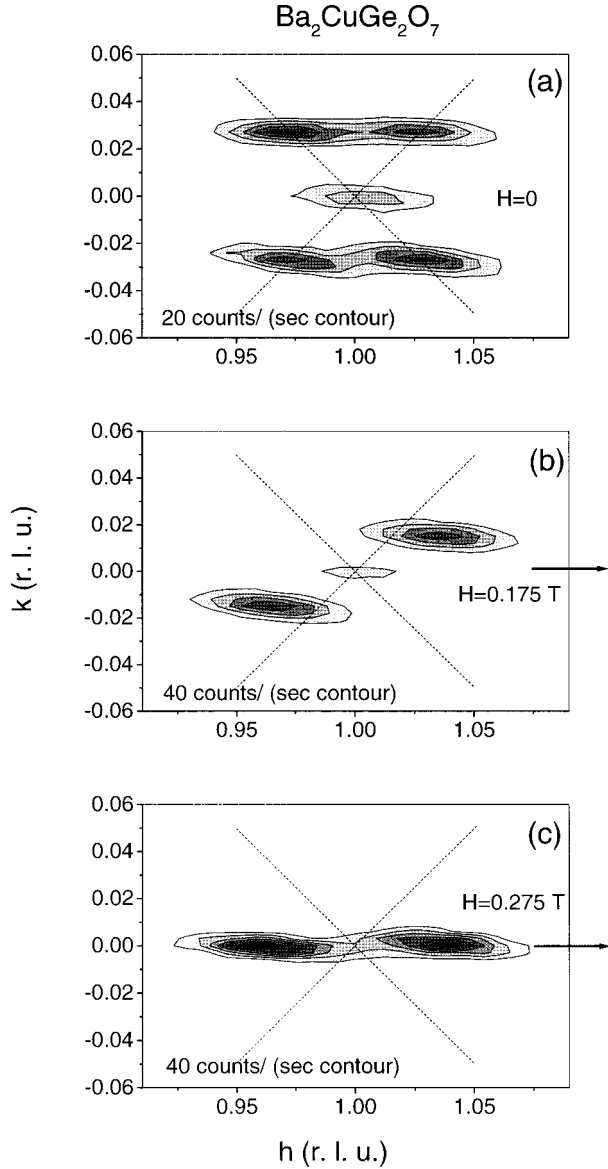 Ba₂CuGe₂O₇
(a)
0.06
0.04
0.02
0.00
-0.02
-0.04
-0.06
H=0
20 counts/ (sec contour)
0.95
1.00
1.05
(b)
0.06
0.04
0.02
0.00
-0.02
-0.04
-0.06
H=0.175 T
40 counts/ (sec contour)
0.95
1.00
1.05
k (r. l. u.)
(c)
0.06
0.04
0.02
0.00
-0.02
-0.04
-0.06
H=0.275 T
40 counts/ (sec contour)
0.95
1.00
1.05
h (r. l. u.)